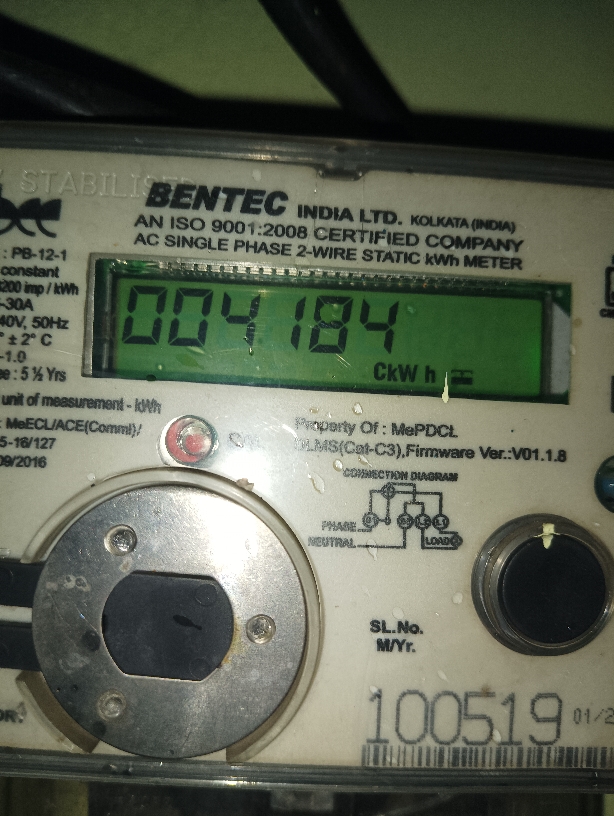 STABILISED
BENTEC INDIA LTD. KOLKATA (INDIA)
AN ISO 9001:2008 CERTIFIED COMPANY
AC SINGLE PHASE 2-WIRE STATIC kWh METER
: PB-12-1
constant
3200 imp / kWh
-30A
40V, 50Hz
° ± 2° C
-1.0
e : 5 ½ Yrs
004184
CkW h
unit of measurement - kWh
: MeECL/ACE(Comml)/
5-16/127
09/2016
Property Of : MePDCL
DLMS(Cat-C3),Firmware Ver.:V01.1.8
CONNECTION DIAGRAM
PHASE
NEUTRAL
LOAD
SL.No.
M/Yr.
100519
01/2